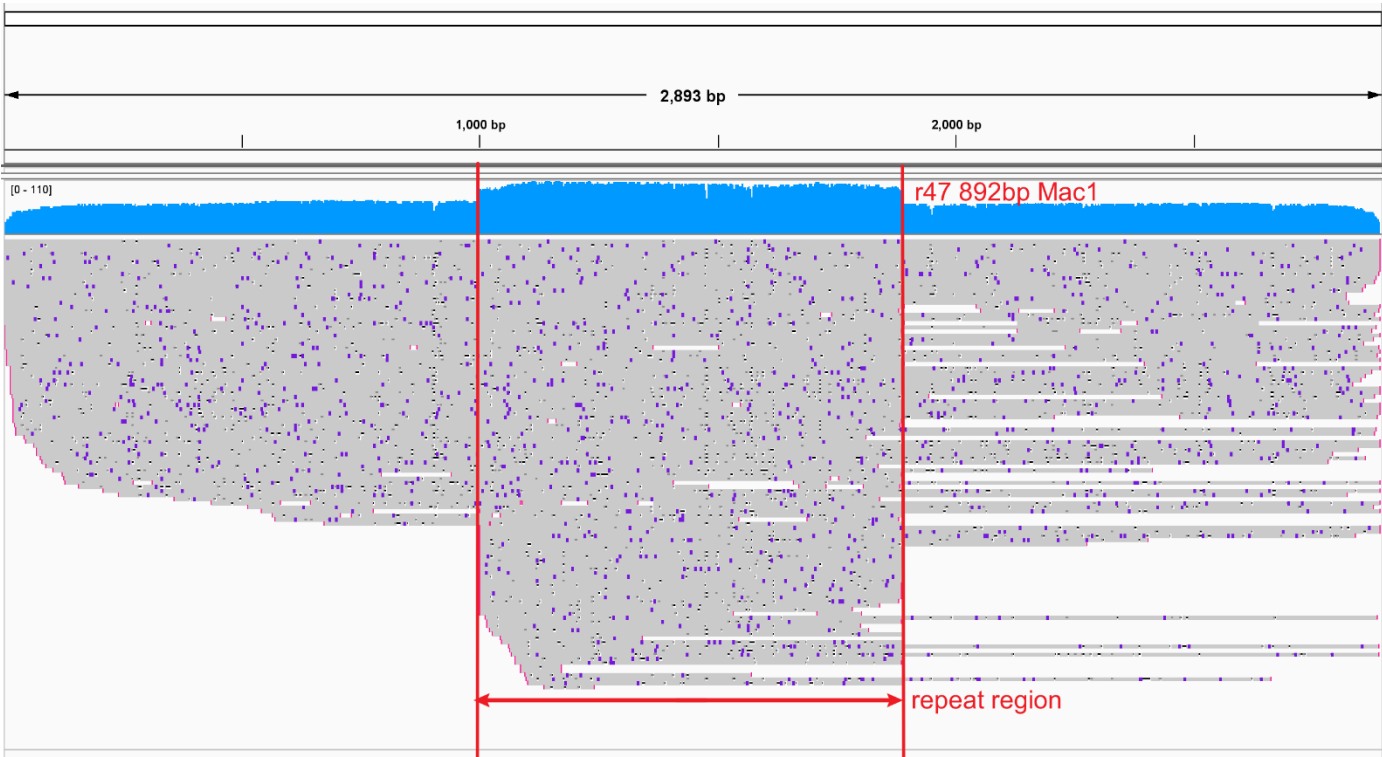 2,893 bp
1,000 bp
2,000 bp
[0 - 110]
r47 892bp Mac1
repeat region